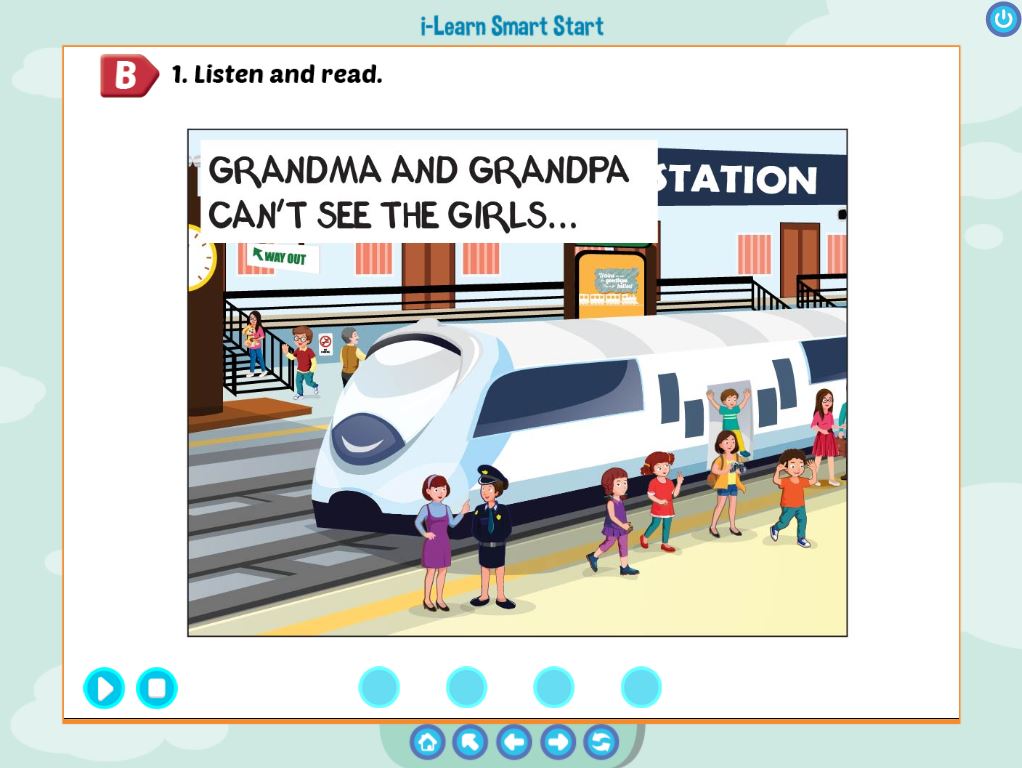 i-Learn Smart Start
B
1. Listen and read.
GRANDMA AND GRANDPA
CAN'T SEE THE GIRLS...
STATION
WAY OUT